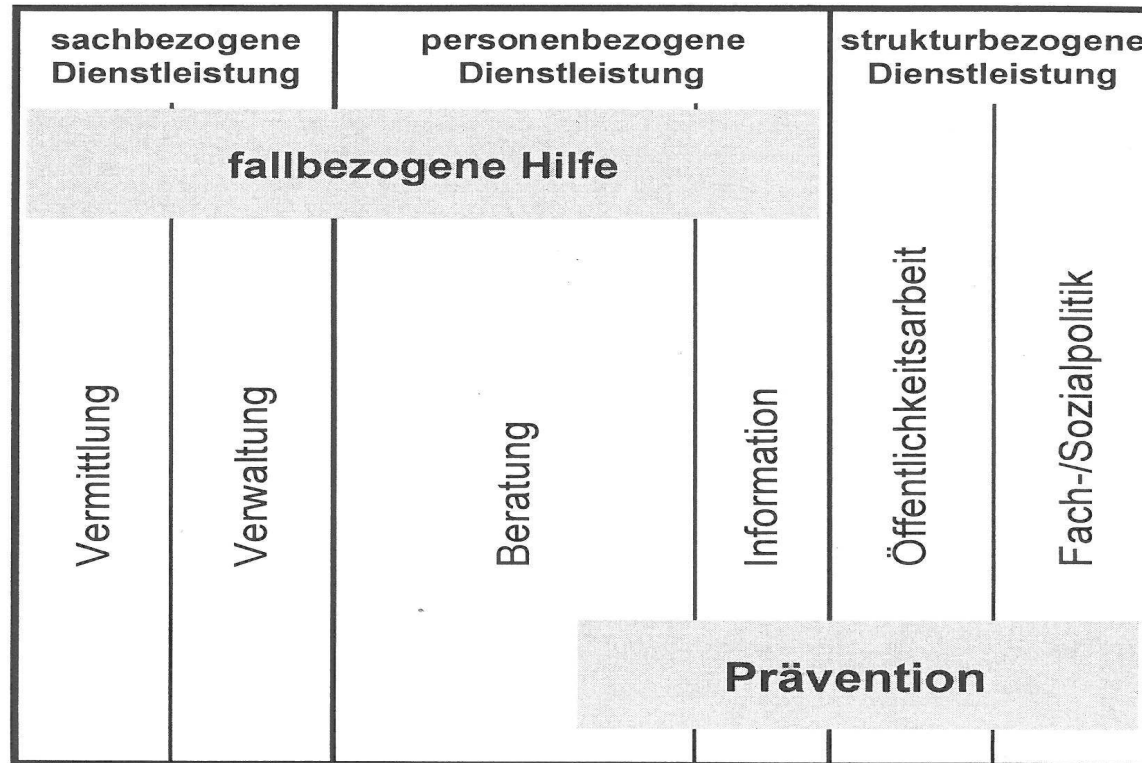 sachbezogene
Dienstleistung
personenbezogene
Dienstleistung
strukturbezogene
Dienstleistung
fallbezogene Hilfe
Vermittlung
Verwaltung
Beratung
Information
Öffentlichkeitsarbeit
Fach-/Sozialpolitik
Prävention